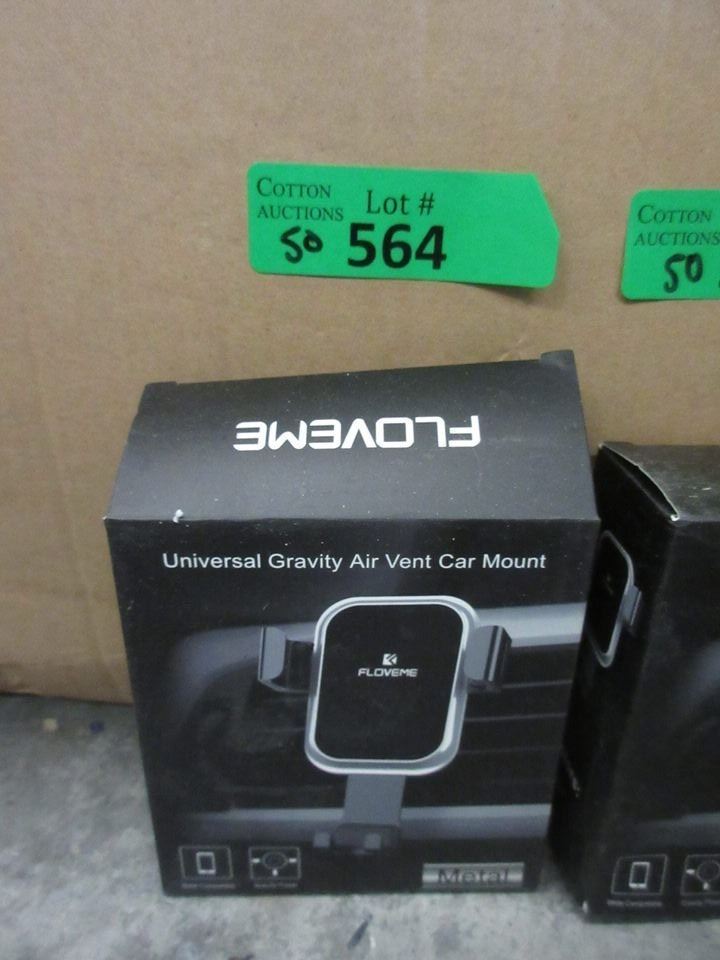 COTTON
AUCTIONS
Lot #
50 564
COTTON
AUCTIONS
50
FLOVEME
Universal Gravity Air Vent Car Mount
FLOVEME
Metal